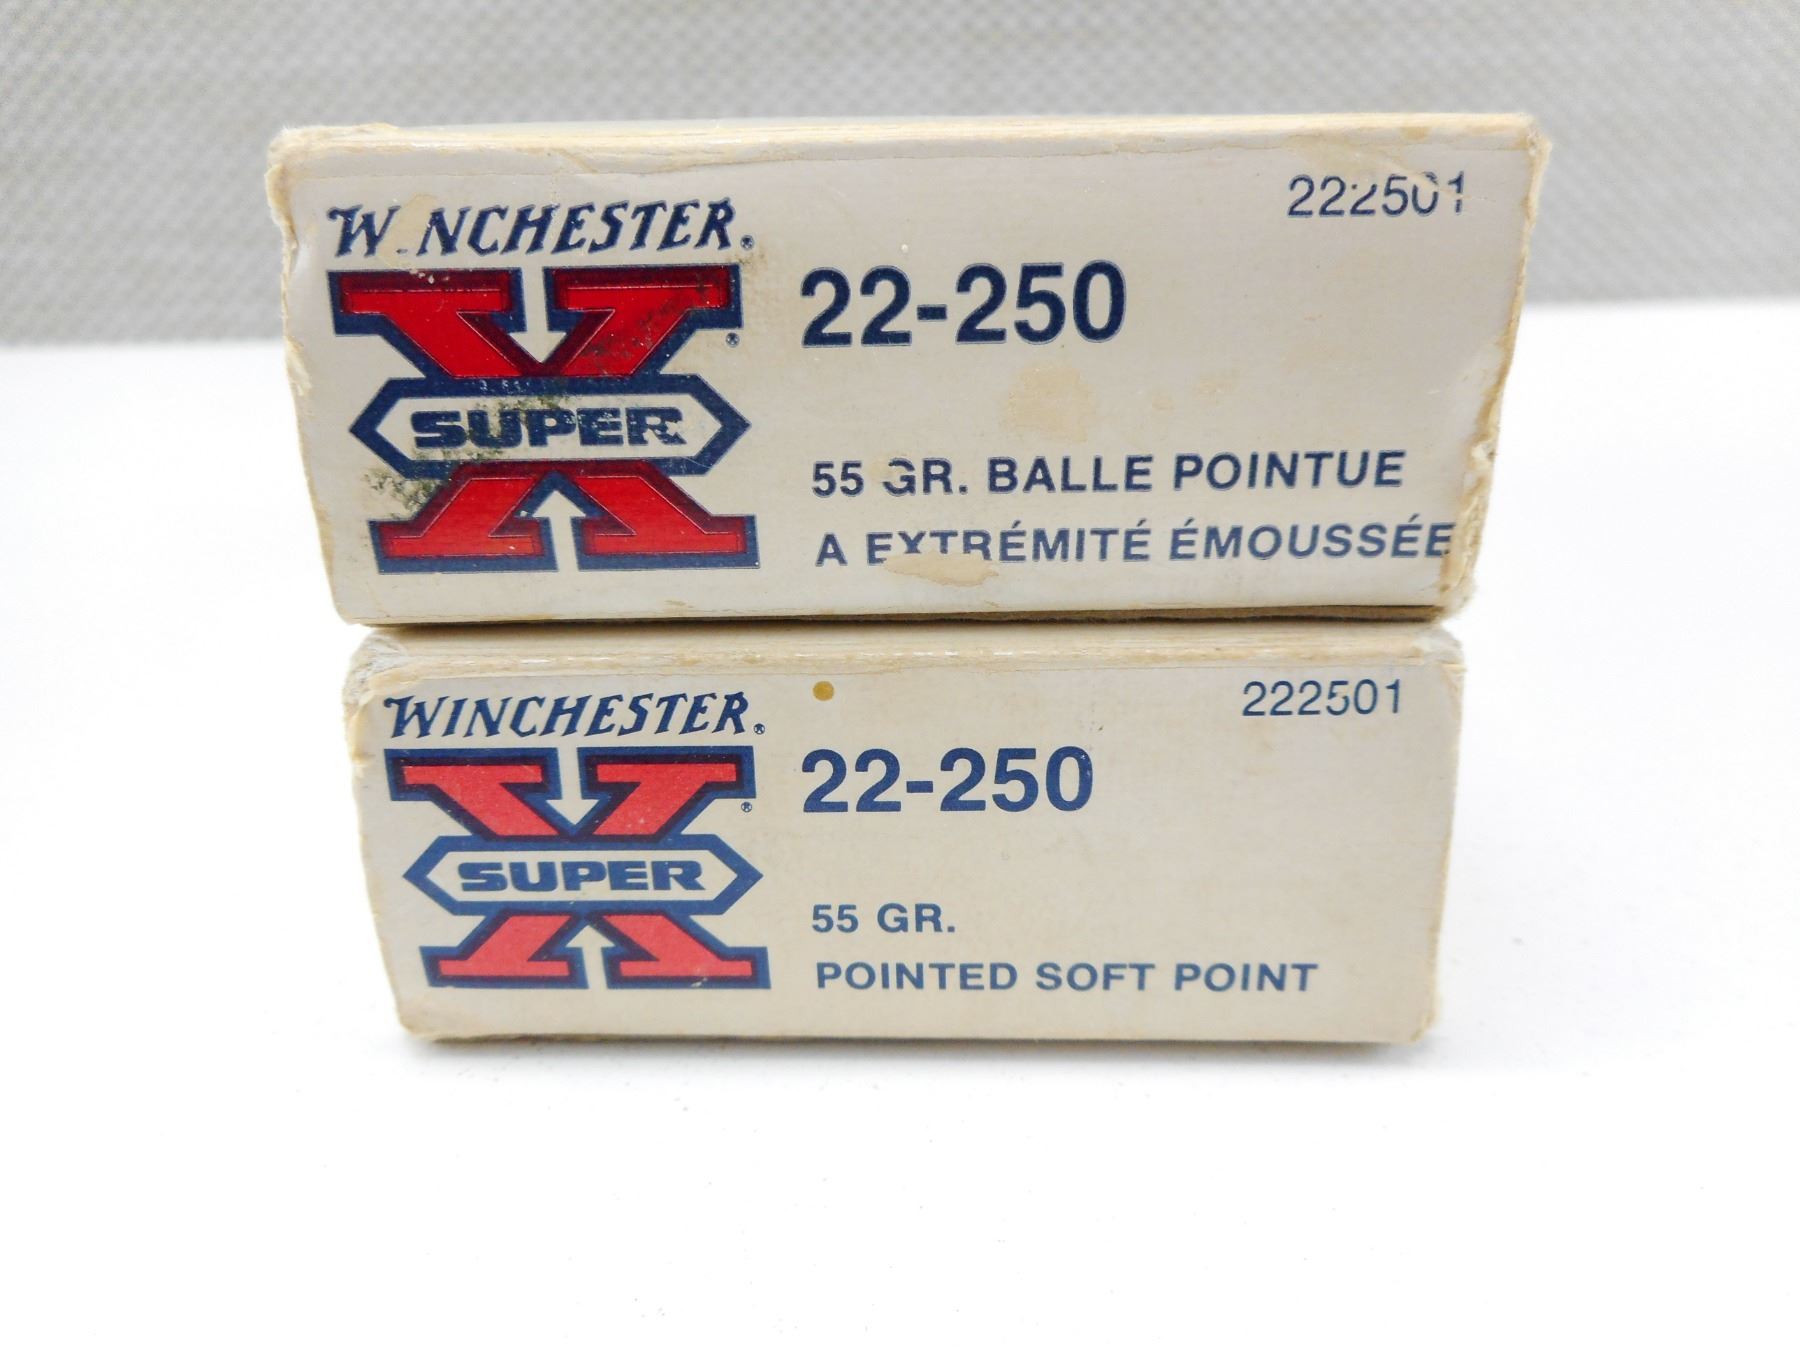 WINCHESTER®
222501
22-250
SUPER X®
55 GR. BALLE POINTUE
A EXTRÉMITÉ ÉMOUSSÉE
WINCHESTER®
222501
22-250
SUPER X®
55 GR.
POINTED SOFT POINT